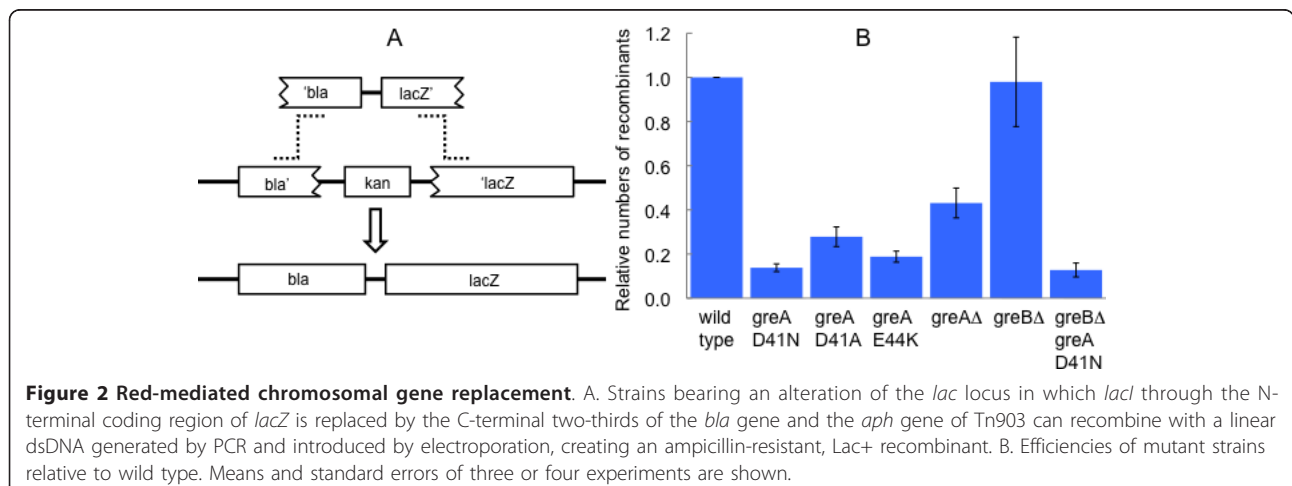 A
'bla
lacZ'
bla'
kan
'lacZ
bla
lacZ
B
Relative numbers of recombinants
1.2
1.0
0.8
0.6
0.4
0.2
0.0
wild type
greA D41N
greA D41A
greA E44K
greAΔ
greBΔ
greBΔ greA D41N
Figure 2 Red-mediated chromosomal gene replacement. A. Strains bearing an alteration of the lac locus in which lacI through the N-
terminal coding region of lacZ is replaced by the C-terminal two-thirds of the bla gene and the aph gene of Tn903 can recombine with a linear
dsDNA generated by PCR and introduced by electroporation, creating an ampicillin-resistant, Lac+ recombinant. B. Efficiencies of mutant strains
relative to wild type. Means and standard errors of three or four experiments are shown.